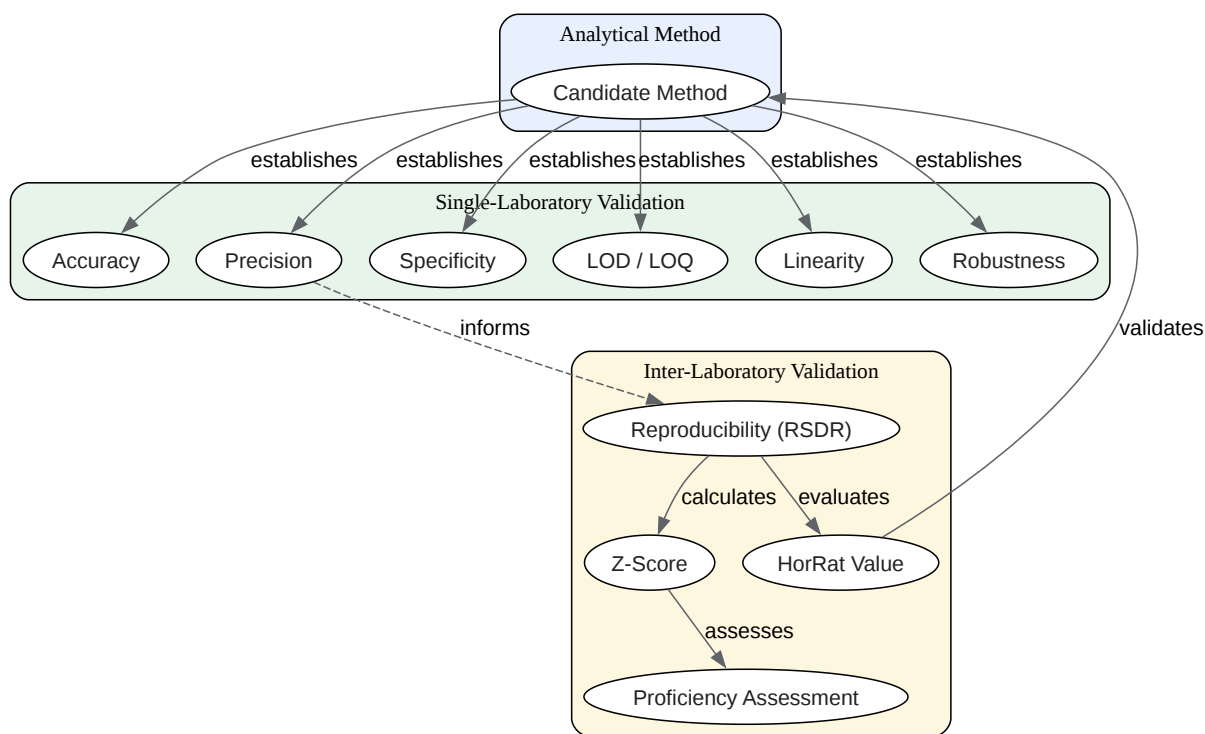 Analytical Method
Candidate Method
establishes establishes establishes establishes establishes establishes
Single-Laboratory Validation
Accuracy Precision Specificity LOD / LOQ Linearity Robustness
informs
validates
Inter-Laboratory Validation
Reproducibility (RSDR)
calculates evaluates
Z-Score HorRat Value
assesses
Proficiency Assessment